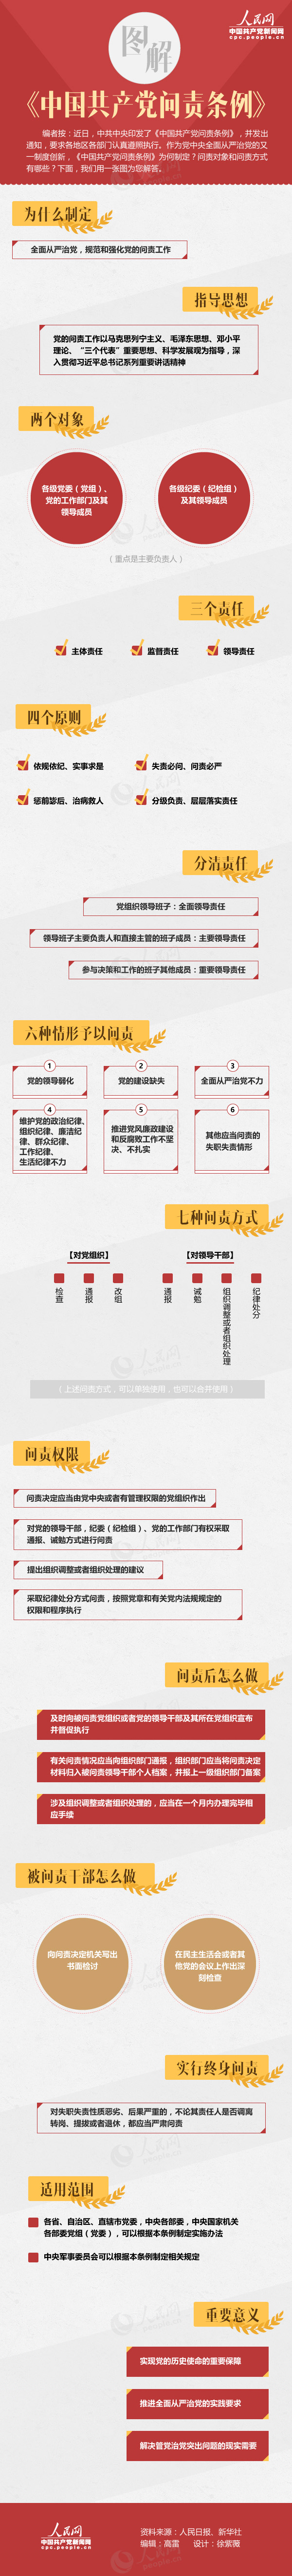 人民网
中国共产党新闻网
cpc.people.com.cn
图解
《中国共产党问责条例》
编者按：近日，中共中央印发了《中国共产党问责条例》，并发出
通知，要求各地区各部门认真遵照执行。作为党中央全面从严治党的又
一制度创新，《中国共产党问责条例》为何制定？问责对象和问责方式
有哪些？下面，我们用一张图为您解答。
为什么制定
全面从严治党，规范和强化党的问责工作
指导思想
党的问责工作以马克思列宁主义、毛泽东思想、邓小平
理论、“三个代表”重要思想、科学发展观为指导，深
入贯彻习近平总书记系列重要讲话精神
两个对象
各级党委（党组）、
党的工作部门及其
领导成员
各级纪委（纪检组）
及其领导成员
（重点是主要负责人）
三个责任
主体责任
监督责任
领导责任
四个原则
依规依纪、实事求是
失责必问、问责必严
惩前毖后、治病救人
分级负责、层层落实责任
分清责任
党组织领导班子：全面领导责任
领导班子主要负责人和直接主管的班子成员：主要领导责任
参与决策和工作的班子其他成员：重要领导责任
六种情形予以问责
1
党的领导弱化
2
党的建设缺失
3
全面从严治党不力
4
维护党的政治纪律、
组织纪律、廉洁纪
律、群众纪律、
工作纪律、
生活纪律不力
5
推进党风廉政建设
和反腐败工作不坚
决、不扎实
6
其他应当问责的
失职失责情形
七种问责方式
【对党组织】
检查
通报
改组
【对领导干部】
通报
诫勉
组织调整或者组织处理
纪律处分
（上述问责方式，可以单独使用，也可以合并使用）
问责权限
问责决定应当由党中央或者有管理权限的党组织作出
对党的领导干部，纪委（纪检组）、党的工作部门有权采取
通报、诫勉方式进行问责
提出组织调整或者组织处理的建议
采取纪律处分方式问责，按照党章和有关党内法规规定的
权限和程序执行
问责后怎么做
及时向被问责党组织或者党的领导干部及其所在党组织宣布
并督促执行
有关问责情况应当向组织部门通报，组织部门应当将问责决定
材料归入被问责领导干部个人档案，并报上一级组织部门备案
涉及组织调整或者组织处理的，应当在一个月内办理完毕相
应手续
被问责干部怎么做
向问责决定机关写出
书面检讨
在民主生活会或者其
他党的会议上作出深
刻检查
实行终身问责
对失职失责性质恶劣、后果严重的，不论其责任人是否调离
转岗、提拔或者退休，都应当严肃问责
适用范围
各省、自治区、直辖市党委，中央各部委，中央国家机关
各部委党组（党委），可以根据本条例制定实施办法
中央军事委员会可以根据本条例制定相关规定
重要意义
实现党的历史使命的重要保障
推进全面从严治党的实践要求
解决管党治党突出问题的现实需要
人民网
中国共产党新闻网
cpc.people.com.cn
资料来源：人民日报、新华社
编辑：高雷 设计：徐紫薇